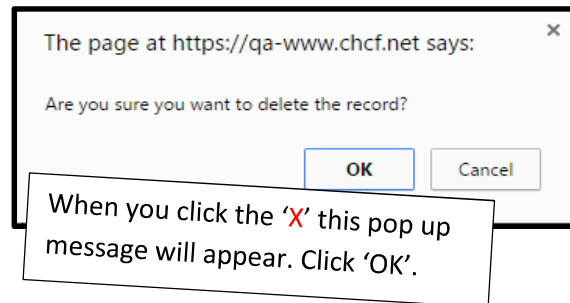 The page at https://qa-www.chcf.net says:
×
Are you sure you want to delete the record?
OK
Cancel
When you click the ‘X’ this pop up
message will appear. Click ‘OK’.